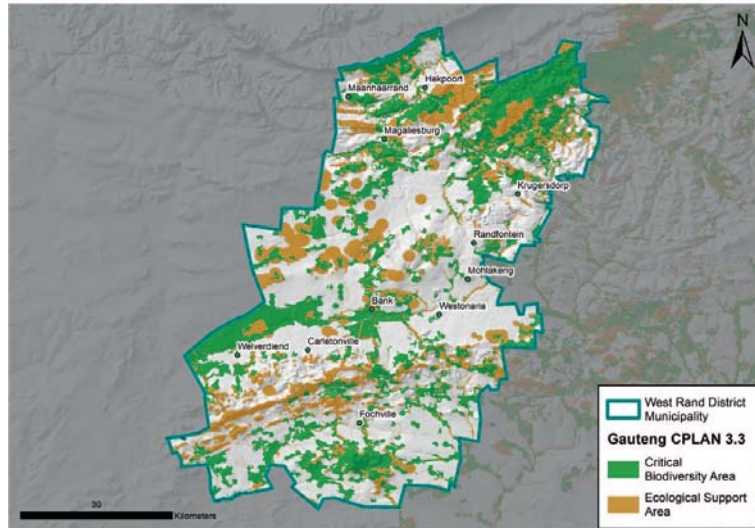 N
Hekpoort
Maanhaarrand
Magaliesburg
Krugersdorp
Randfontein
Mohlakeng
Bank
Westonaria
Carletonville
Welverdiend
Fochville
West Rand District
Municipality
Gauteng CPLAN 3.3
Critical
Biodiversity Area
Ecological Support
Area
30
Kilometers